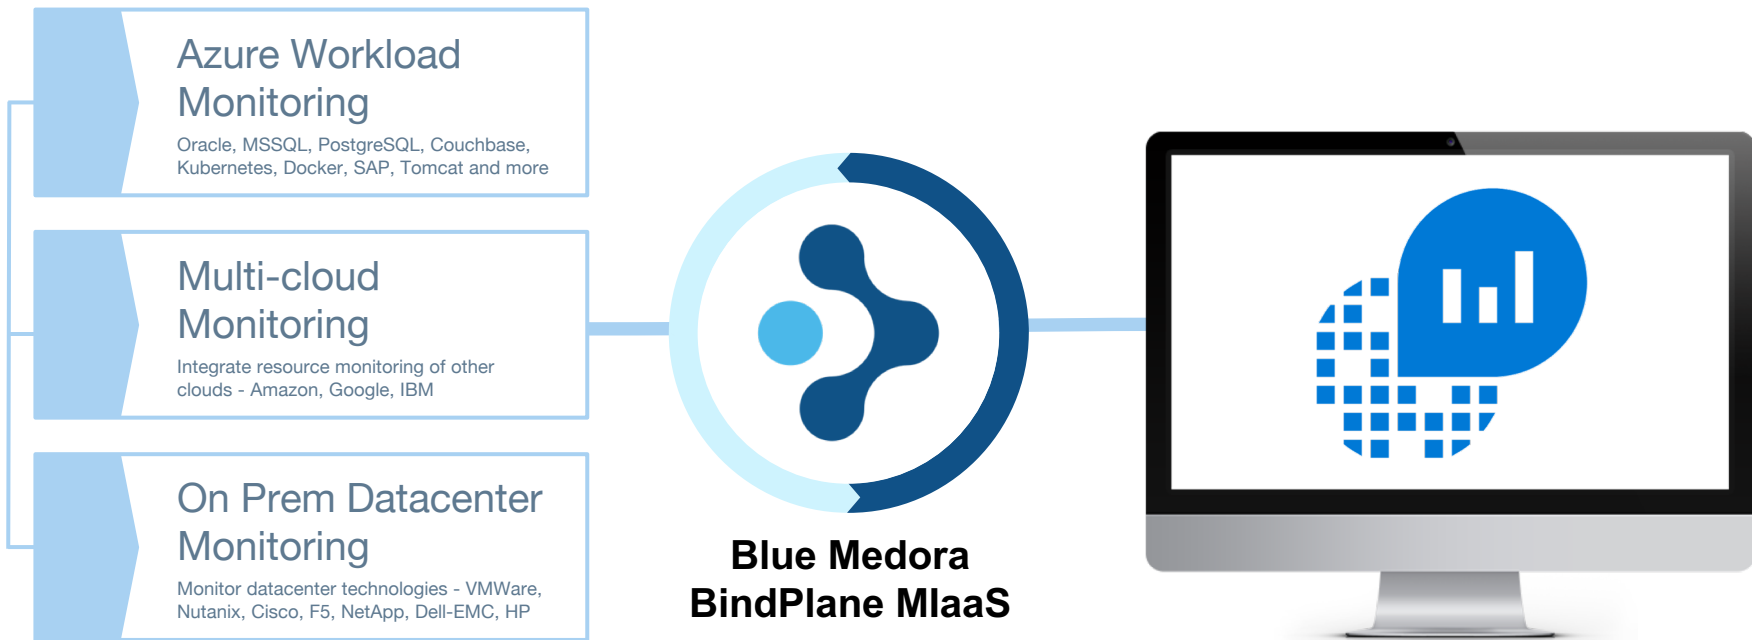 Azure Workload
Monitoring
Oracle, MSSQL, PostgreSQL, Couchbase,
Kubernetes, Docker, SAP, Tomcat and more
Multi-cloud
Monitoring
Integrate resource monitoring of other
clouds - Amazon, Google, IBM
On Prem Datacenter
Monitoring
Monitor datacenter technologies - VMWare,
Nutanix, Cisco, F5, NetApp, Dell-EMC, HP
Blue Medora
BindPlane MIaaS